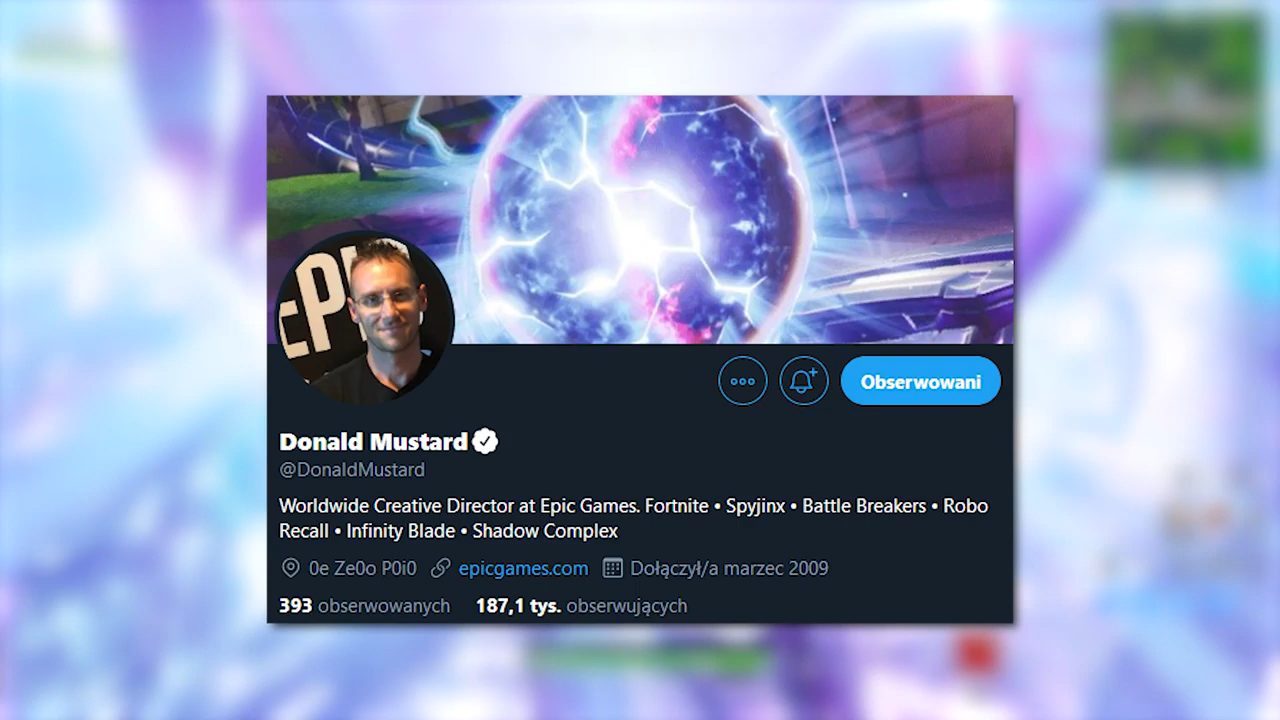 EPI
Obserwowani
Donald Mustard
@DonaldMustard
Worldwide Creative Director at Epic Games. Fortnite • Spyjinx • Battle Breakers • Robo
Recall • Infinity Blade • Shadow Complex
0e Ze0o P0i0 epicgames.com Dołączył/a marzec 2009
393 obserwowanych 187,1 tys. obserwujących